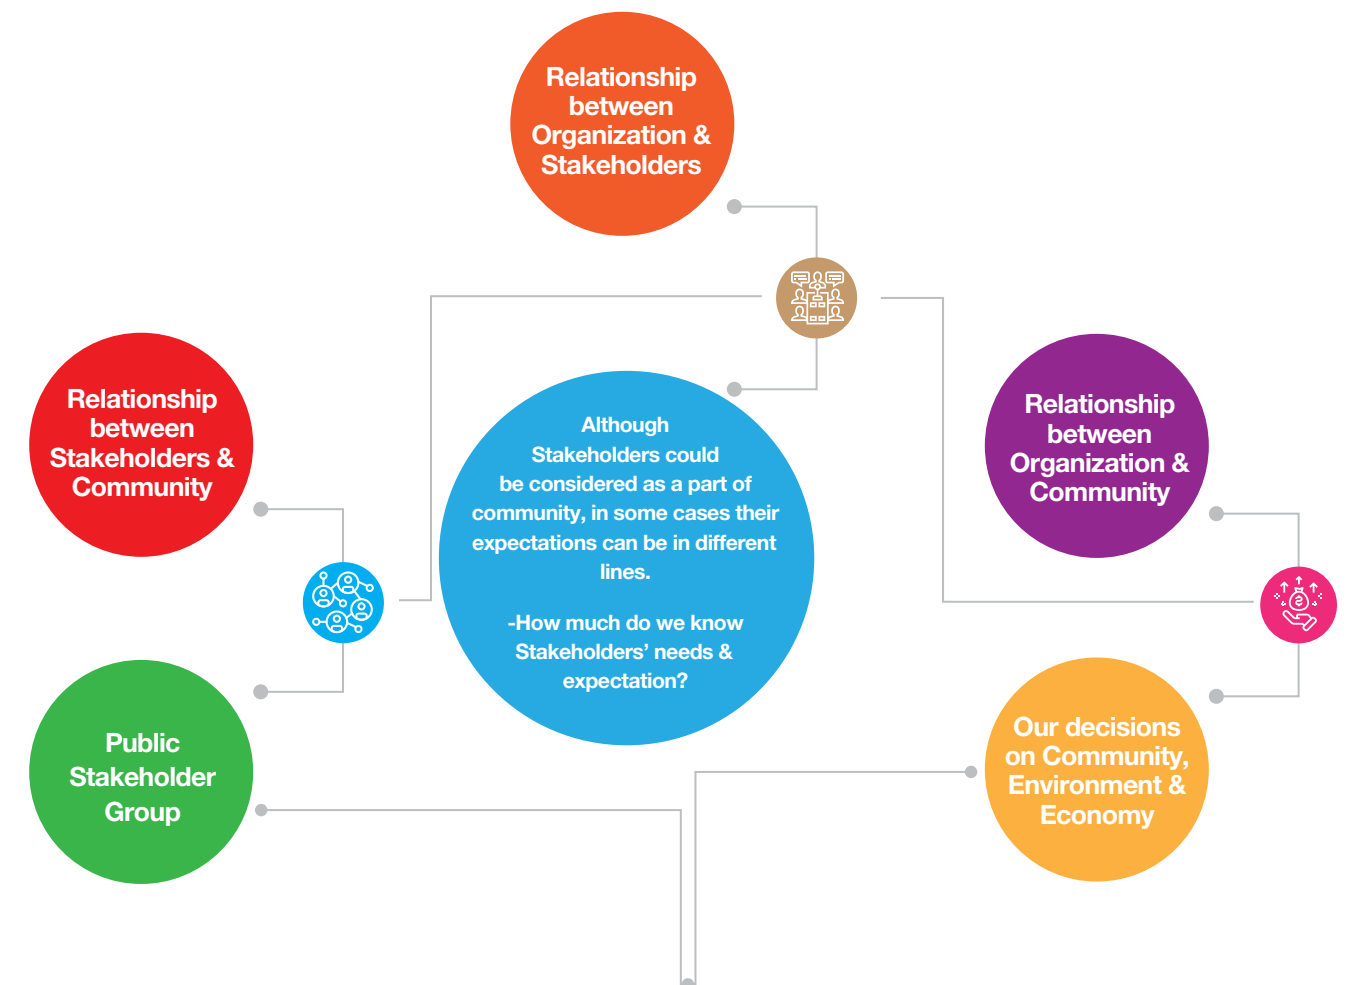 Relationship
between
Organization &
Stakeholders
Relationship
between
Stakeholders &
Community
Although
Stakeholders could
be considered as a part of
community, in some cases their
expectations can be in different
lines.
-How much do we know
Stakeholders’ needs &
expectation?
Relationship
between
Organization &
Community
Public
Stakeholder
Group
Our decisions
on Community,
Environment &
Economy